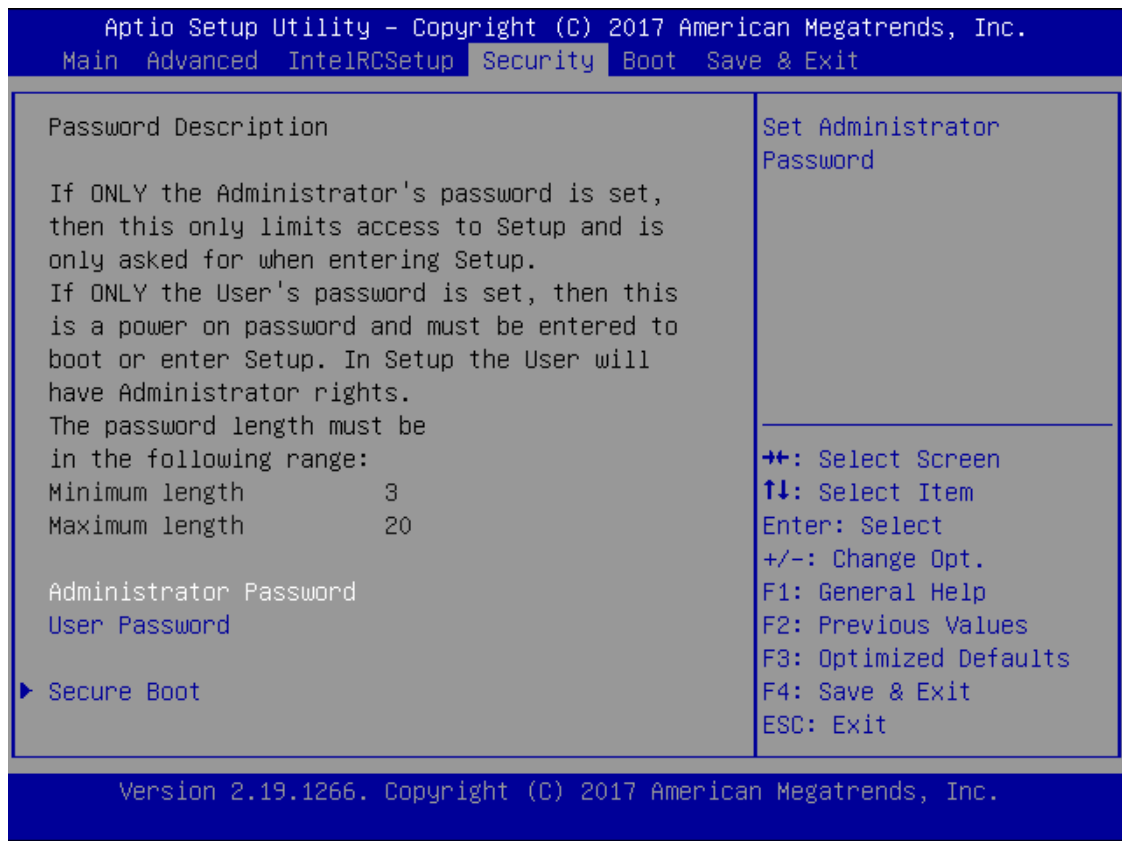 Aptio Setup Utility – Copyright (C) 2017 American Megatrends, Inc.
Main Advanced IntelRCSetup Security Boot Save & Exit
Password Description
If ONLY the Administrator's password is set,
then this only limits access to Setup and is
only asked for when entering Setup.
If ONLY the User's password is set, then this
is a power on password and must be entered to
boot or enter Setup. In Setup the User will
have Administrator rights.
The password length must be
in the following range:
Minimum length 3
Maximum length 20
Administrator Password
User Password
Secure Boot
Set Administrator
Password
→←: Select Screen
↑↓: Select Item
Enter: Select
+/-: Change Opt.
F1: General Help
F2: Previous Values
F3: Optimized Defaults
F4: Save & Exit
ESC: Exit
Version 2.19.1266. Copyright (C) 2017 American Megatrends, Inc.